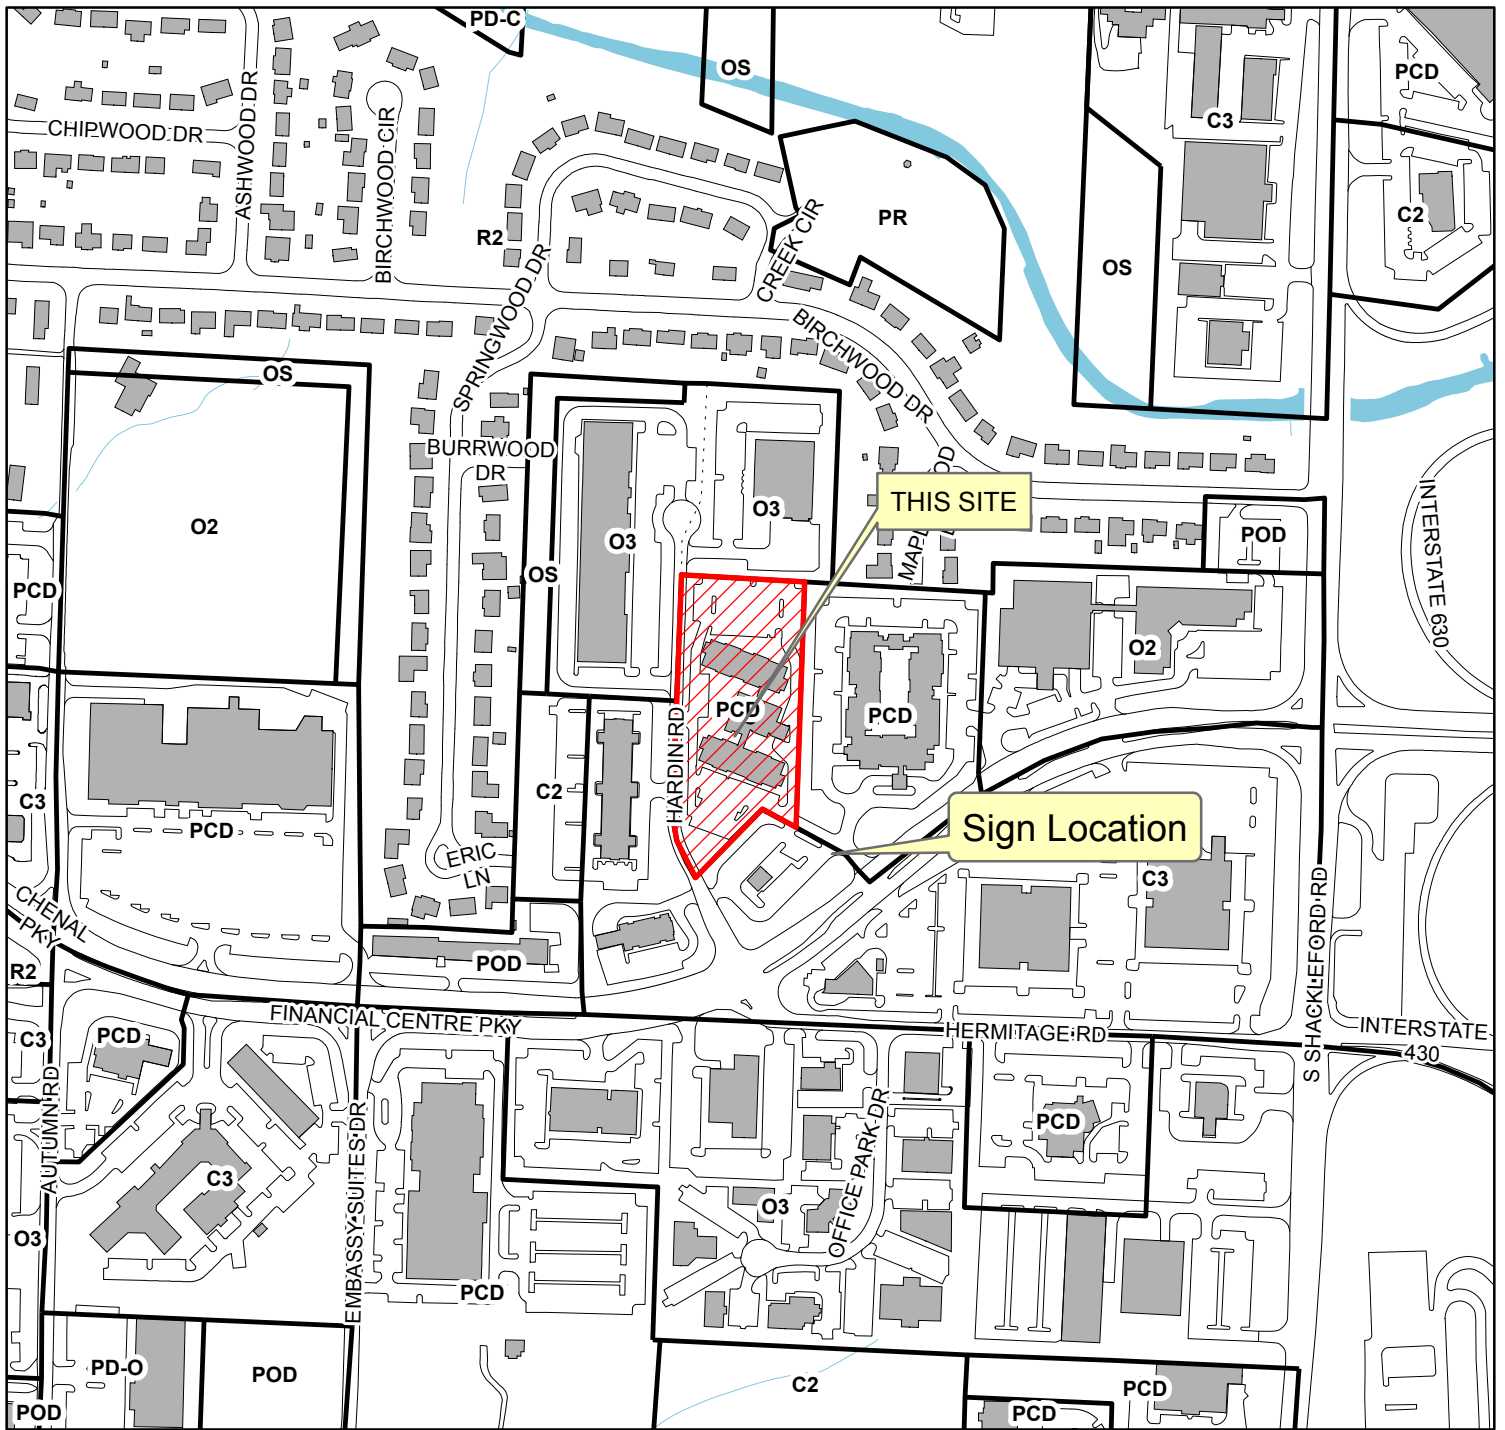 PD-C
OS
PCD
C3
CHIPWOOD DR
ASHWOOD DR
BIRCHWOOD CIR
R2
PR
CREEK CIR
C2
OS
SPRINGWOOD DR
BIRCHWOOD DR
OS
BURRWOOD
DR
THIS SITE
O2
O3
O3
INTERSTATE 630
POD
OS
PCD
O2
HARDIN RD
PCD
PCD
C3
C2
PCD
Sign Location
ERIC
LN
C3
CHENAL
PKY
S SHACKLEFORD RD
R2
POD
FINANCIAL CENTRE PKY
HERMITAGE RD
INTERSTATE
430
C3
PCD
AUTUMN RD
EMBASSY SUITES DR
OFFICE PARK DR
PCD
C3
O3
O3
PCD
PD-O
POD
C2
PCD
POD
PCD